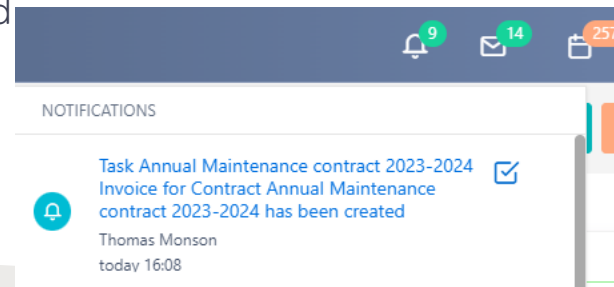 d
9
14
257
NOTIFICATIONS
Task Annual Maintenance contract 2023-2024
Invoice for Contract Annual Maintenance
contract 2023-2024 has been created
Thomas Monson
today 16:08